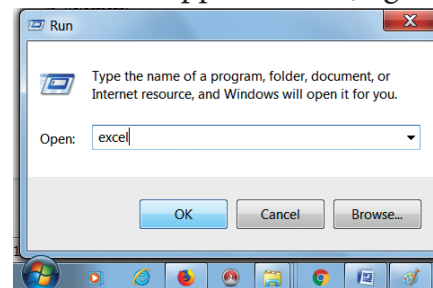 Run
Type the name of a program, folder, document, or
Internet resource, and Windows will open it for you.
Open: excel
OK Cancel Browse...